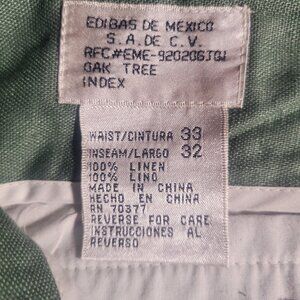 EDIBAS DE MEXICO
S.A.DE C.V.
RFC#EME-920206JGI
OAK TREE
INDEX
WAIST/CINTURA 33
INSEAM/LARGO 32
100% LINEN
100% LINO
MADE IN CHINA
HECHO EN CHINA
RN 70377
REVERSE FOR CARE
INSTRUCCIONES AL
REVERSO